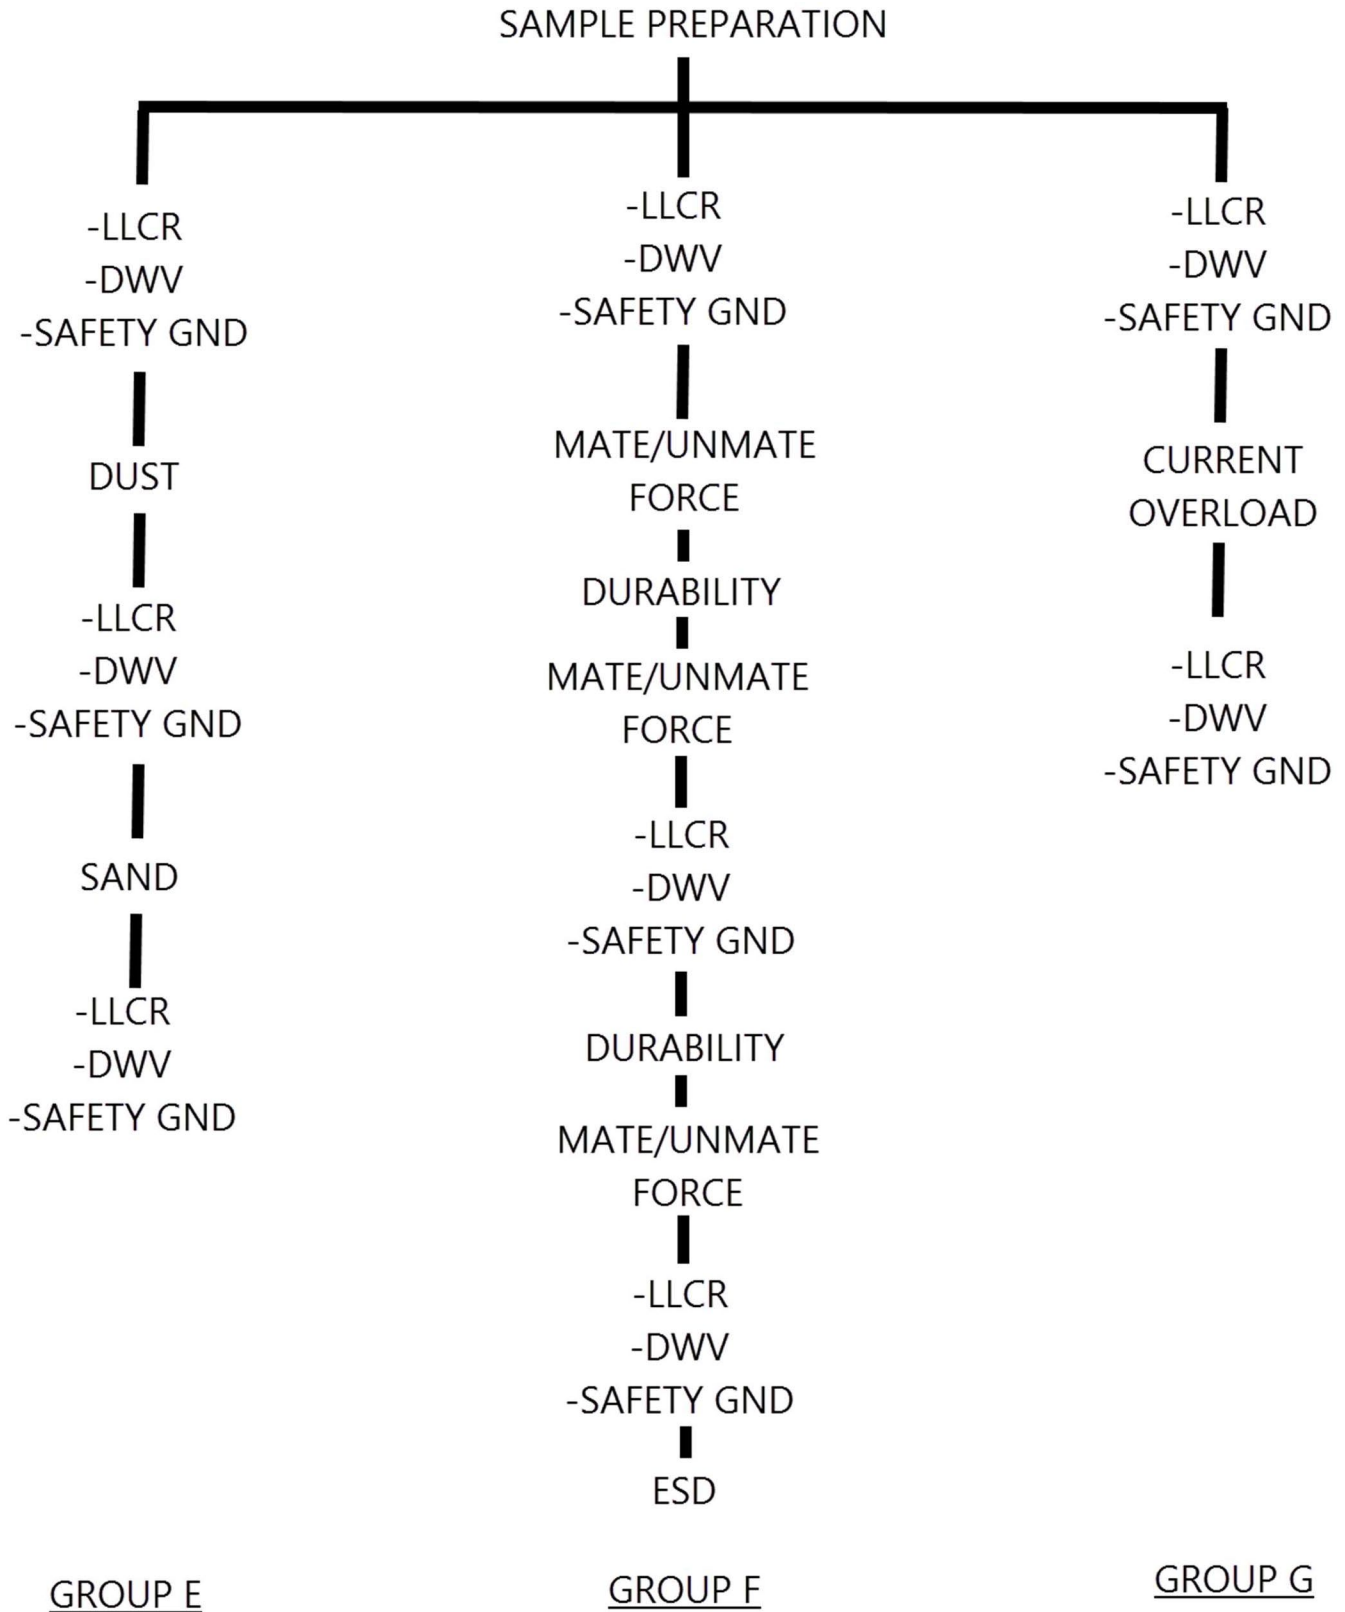 SAMPLE PREPARATION
-LLCR
-DWV
-SAFETY GND
DUST
-LLCR
-DWV
-SAFETY GND
SAND
-LLCR
-DWV
-SAFETY GND
GROUP E
-LLCR
-DWV
-SAFETY GND
MATE/UNMATE
FORCE
DURABILITY
MATE/UNMATE
FORCE
-LLCR
-DWV
-SAFETY GND
DURABILITY
MATE/UNMATE
FORCE
-LLCR
-DWV
-SAFETY GND
ESD
GROUP F
-LLCR
-DWV
-SAFETY GND
CURRENT
OVERLOAD
-LLCR
-DWV
-SAFETY GND
GROUP G